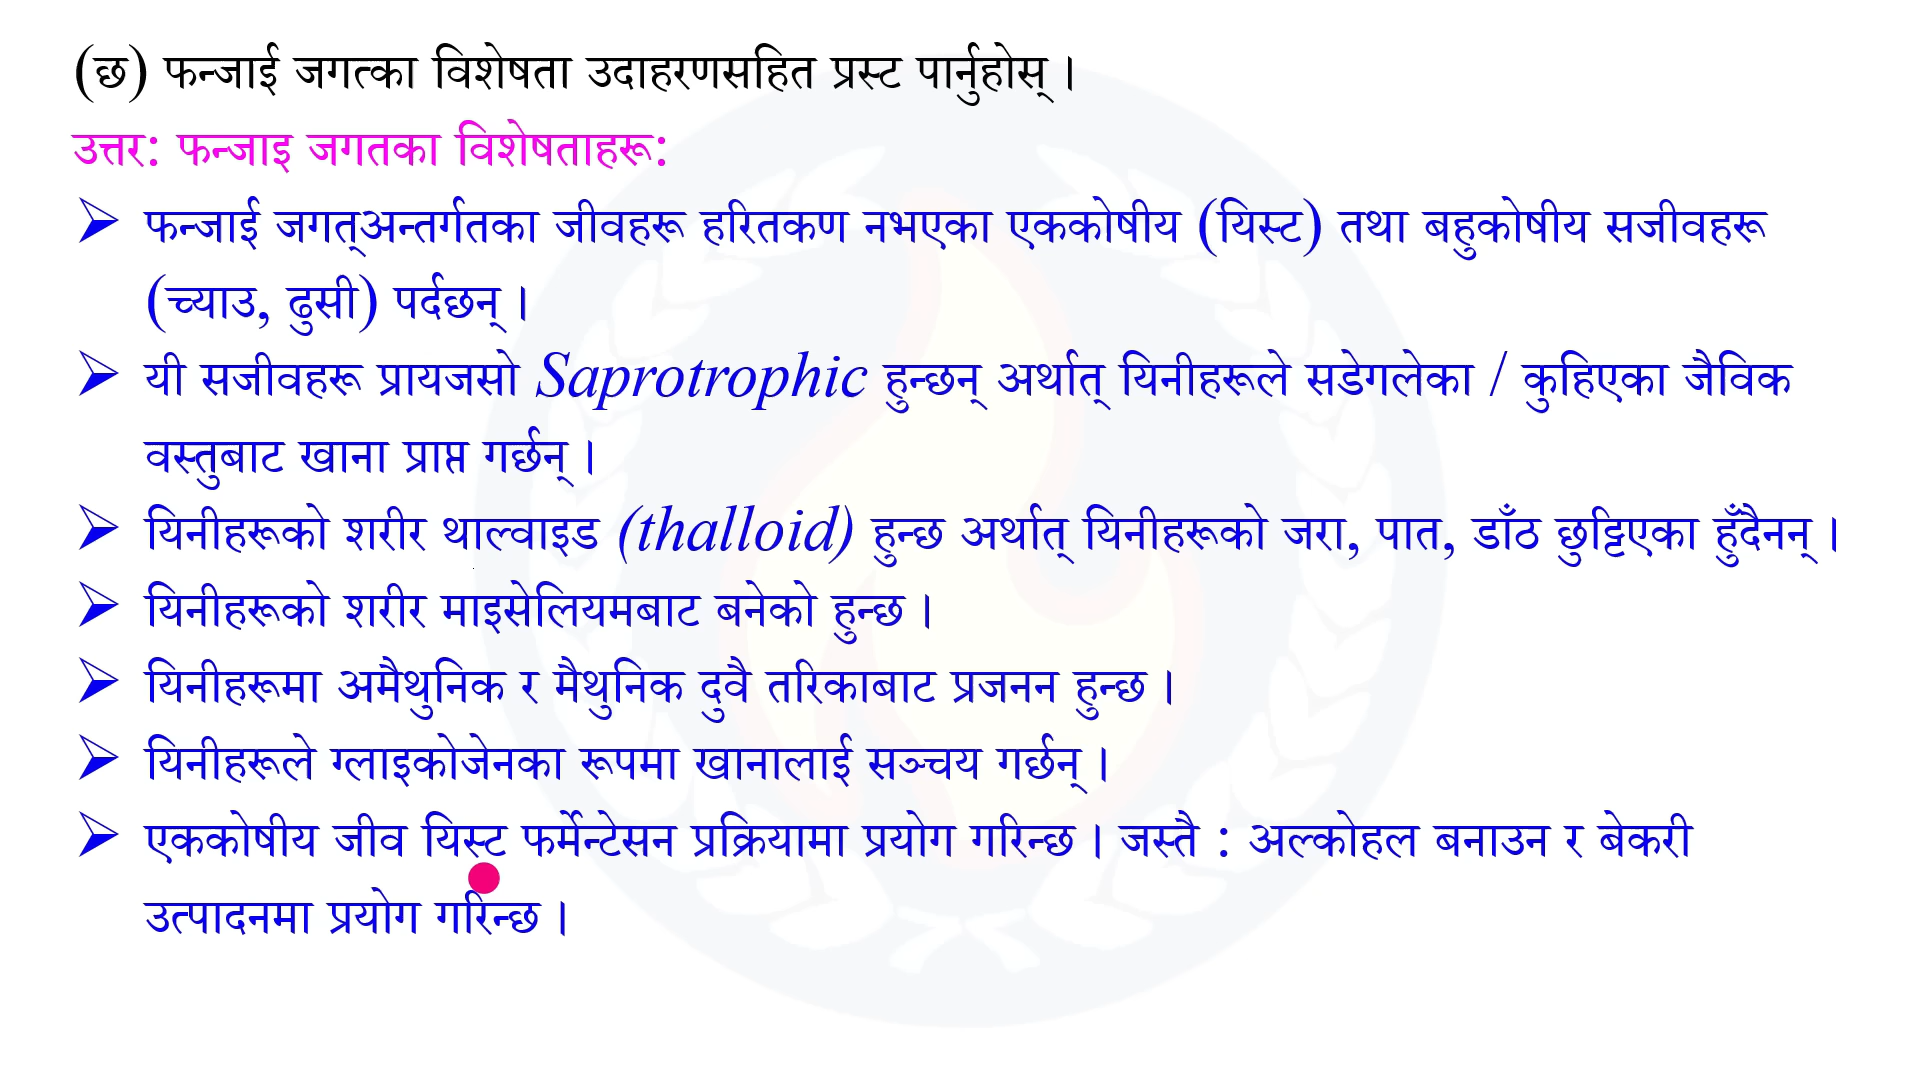 (छ) फन्जाई जगत्का विशेषता उदाहरणसहित प्रस्ट पार्नुहोस् ।
उत्तर: फन्जाइ जगतका विशेषताहरू:
➢ फन्जाई जगत्अन्तर्गतका जीवहरू हरितकण नभएका एककोषीय (यिस्ट) तथा बहुकोषीय सजीवहरू
(च्याउ, ढुसी) पर्दछन् ।
➢ यी सजीवहरू प्रायजसो Saprotrophic हुन्छन् अर्थात् यिनीहरूले सडेगलेका / कुहिएका जैविक
वस्तुबाट खाना प्राप्त गर्छन् ।
➢ यिनीहरूको शरीर थाल्वाइड (thalloid) हुन्छ अर्थात् यिनीहरूको जरा, पात, डाँठ छुट्टिएका हुँदैनन् ।
➢ यिनीहरूको शरीर माइसेलियमबाट बनेको हुन्छ ।
➢ यिनीहरूमा अमैथुनिक र मैथुनिक दुवै तरिकाबाट प्रजनन हुन्छ ।
➢ यिनीहरूले ग्लाइकोजेनका रूपमा खानालाई सञ्चय गर्छन् ।
➢ एककोषीय जीव यिस्ट फर्मेन्टेसन प्रक्रियामा प्रयोग गरिन्छ । जस्तै : अल्कोहल बनाउन र बेकरी
उत्पादनमा प्रयोग गरिन्छ ।